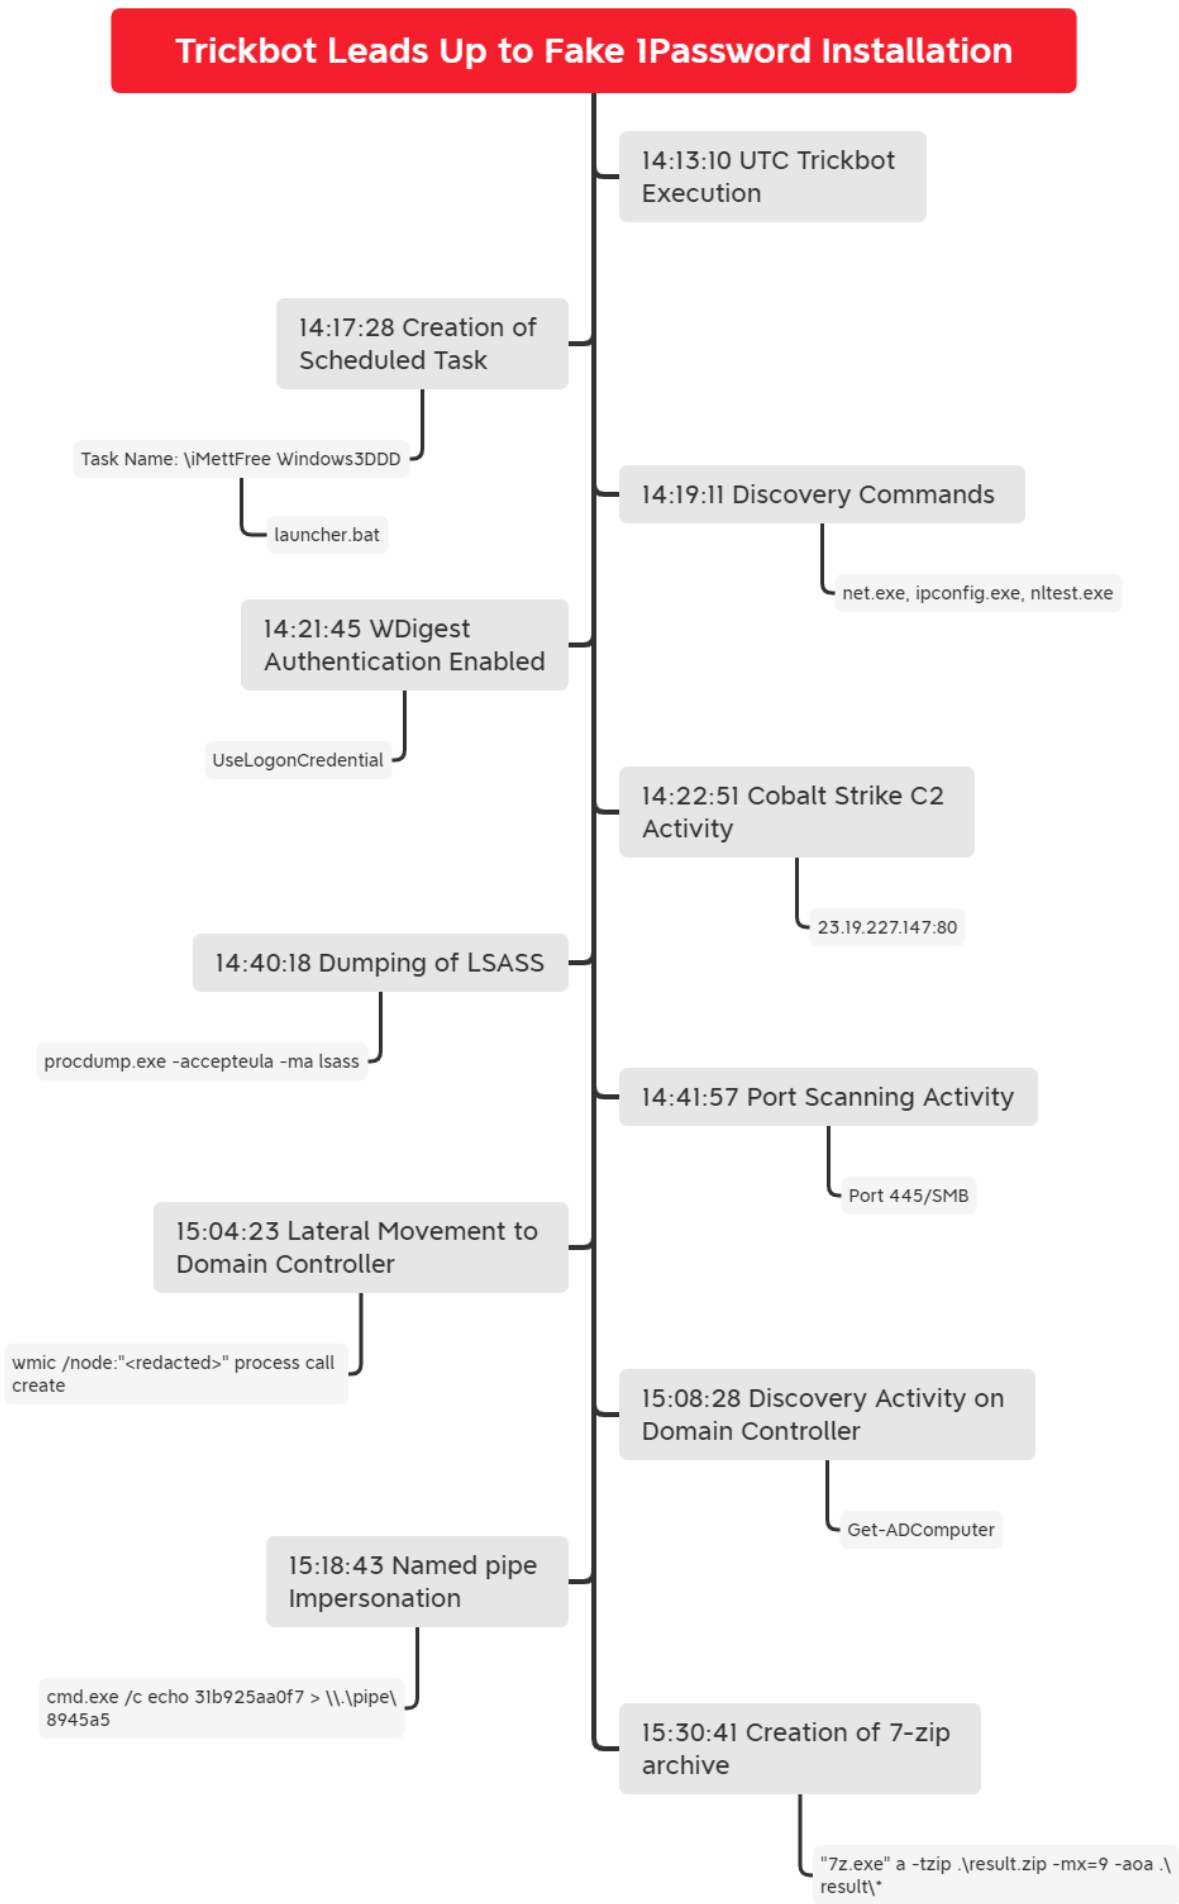 Trickbot Leads Up to Fake 1Password Installation
14:13:10 UTC Trickbot
Execution
14:17:28 Creation of
Scheduled Task
Task Name: \iMettFree Windows3DDD
launcher.bat
14:19:11 Discovery Commands
net.exe, ipconfig.exe, nltest.exe
14:21:45 WDigest
Authentication Enabled
UseLogonCredential
14:22:51 Cobalt Strike C2
Activity
23.19.227.147:80
14:40:18 Dumping of LSASS
procdump.exe -accepteula -ma lsass
14:41:57 Port Scanning Activity
Port 445/SMB
15:04:23 Lateral Movement to
Domain Controller
wmic /node:"<redacted>" process call
create
15:08:28 Discovery Activity on
Domain Controller
Get-ADComputer
15:18:43 Named pipe
Impersonation
cmd.exe /c echo 31b925aa0f7 > \\.\pipe\
8945a5
15:30:41 Creation of 7-zip
archive
"7z.exe" a -tzip .\result.zip -mx=9 -aoa .\
result\*